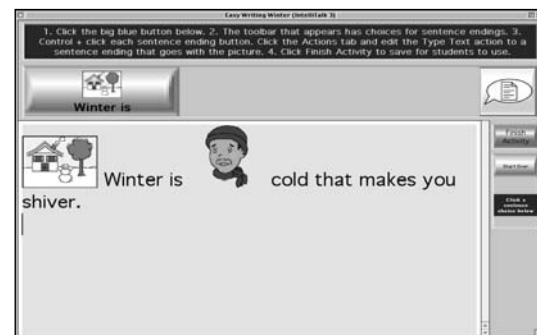 Easy Writing Winter (IntelliTalk 3)
1. Click the big blue button below. 2. The toolbar that appears has choices for sentence endings. 3.
Control + click each sentence ending button. Click the Actions tab and edit the Type Text action to a
sentence ending that goes with the picture. 4. Click Finish Activity to save for students to use.
Winter is
Finish
Activity
Start Over
Click a
sentence
choice below
Winter is cold that makes you
shiver.